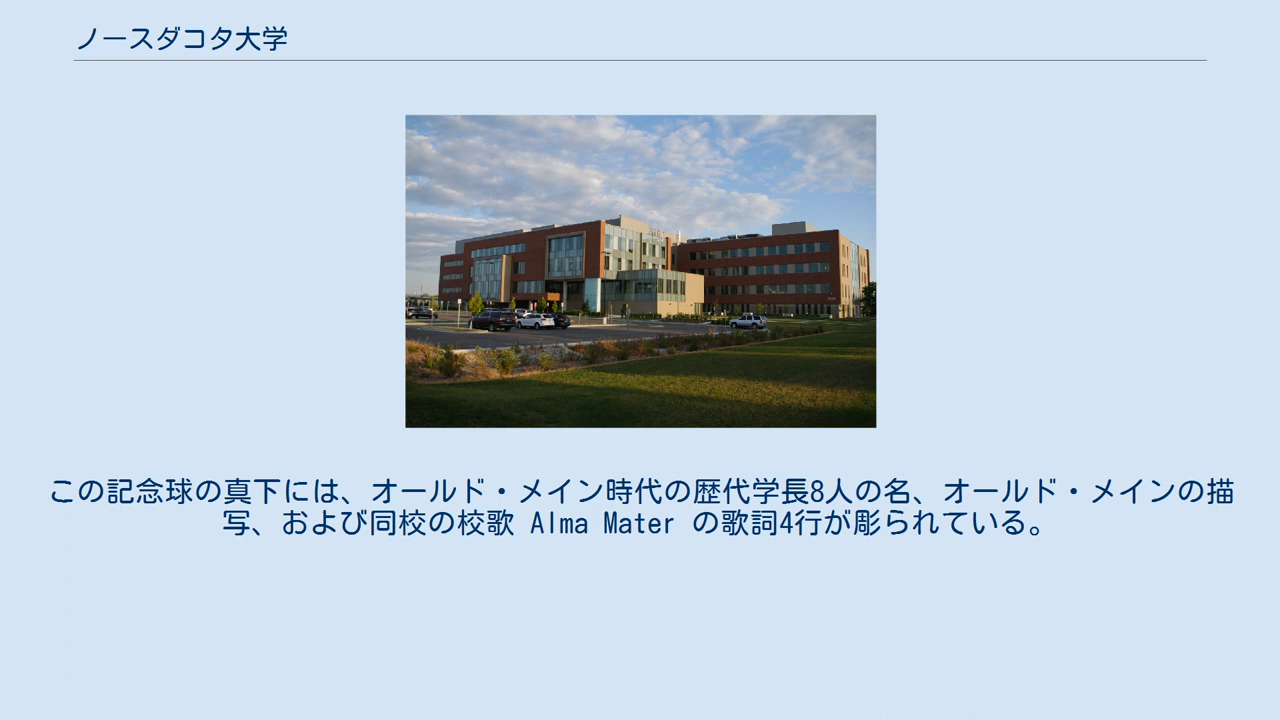 ノースダコタ大学
この記念球の真下には、オールド・メイン時代の歴代学長8人の名、オールド・メインの描
写、および同校の校歌 Alma Mater の歌詞4行が彫られている。